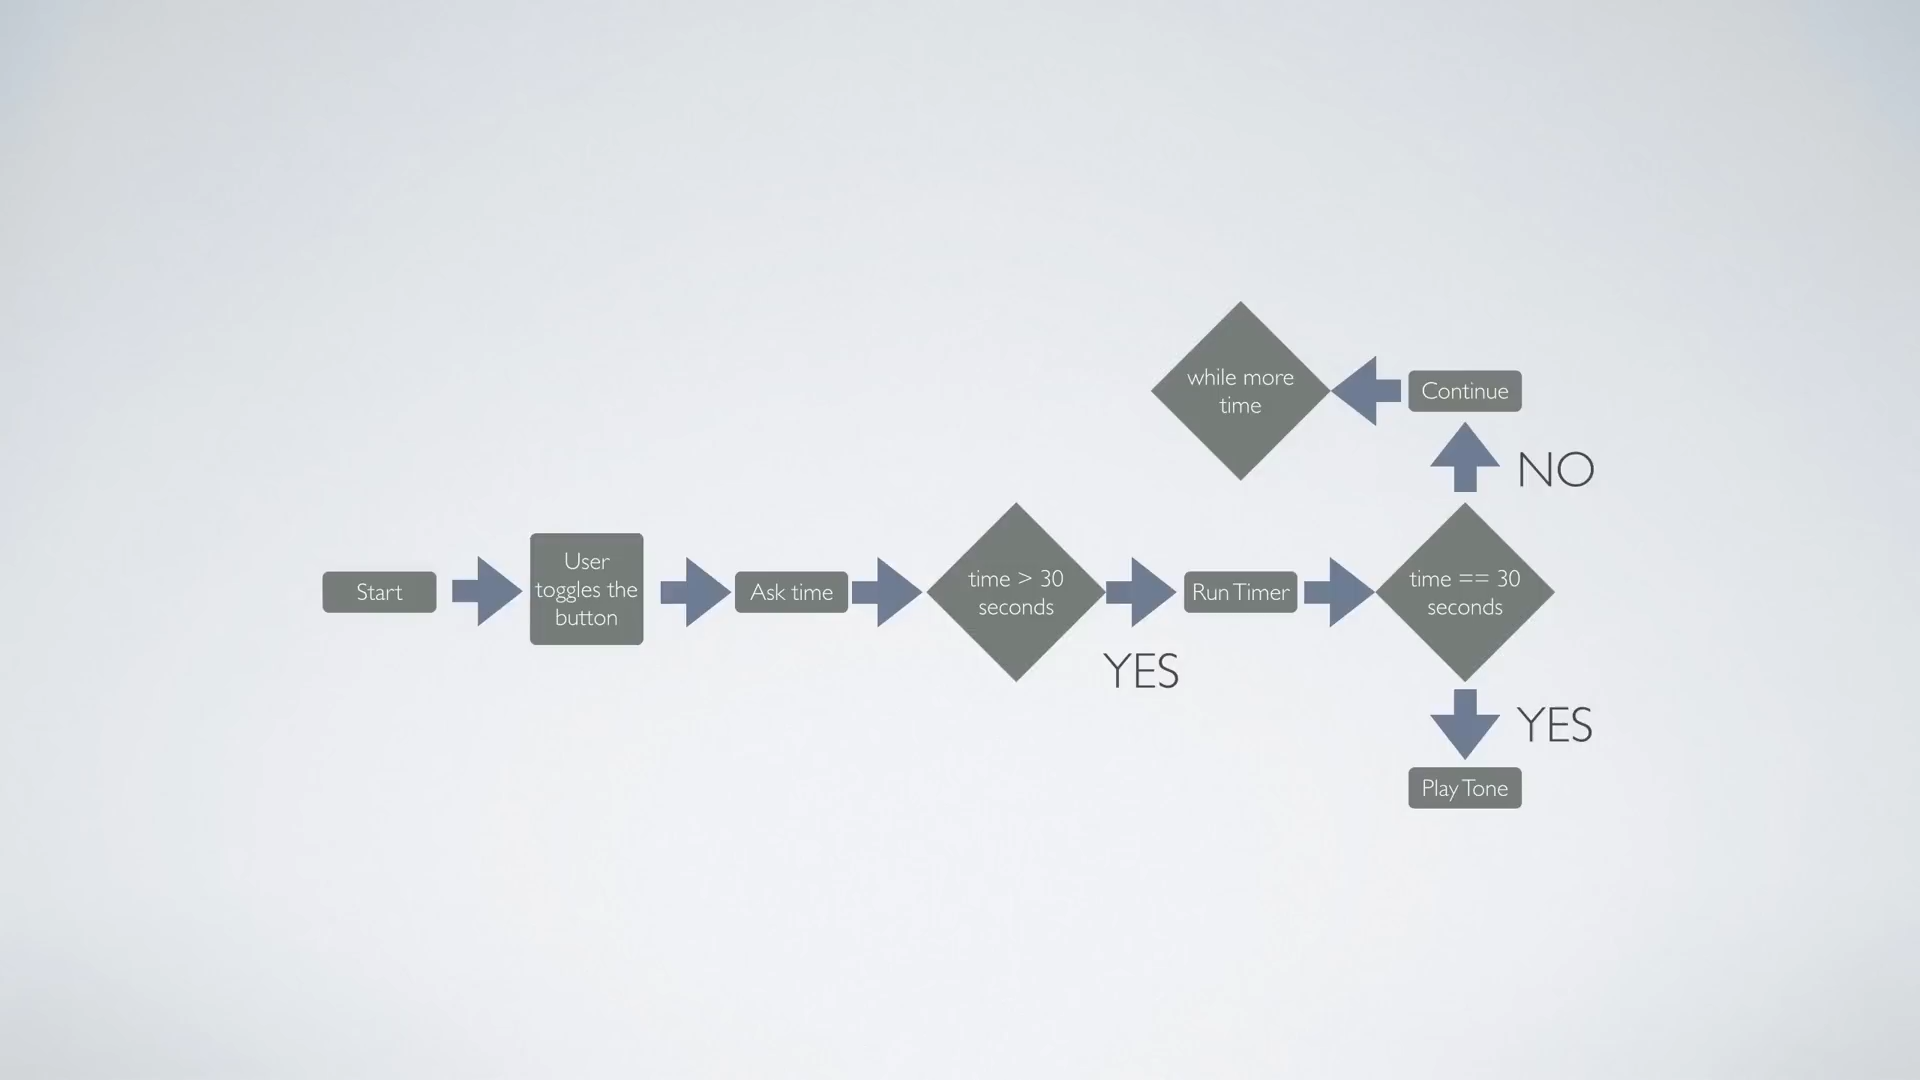 while more
time
Continue
NO
Start
User
toggles the
button
Ask time
time > 30
seconds
YES
Run Timer
time == 30
seconds
YES
Play Tone